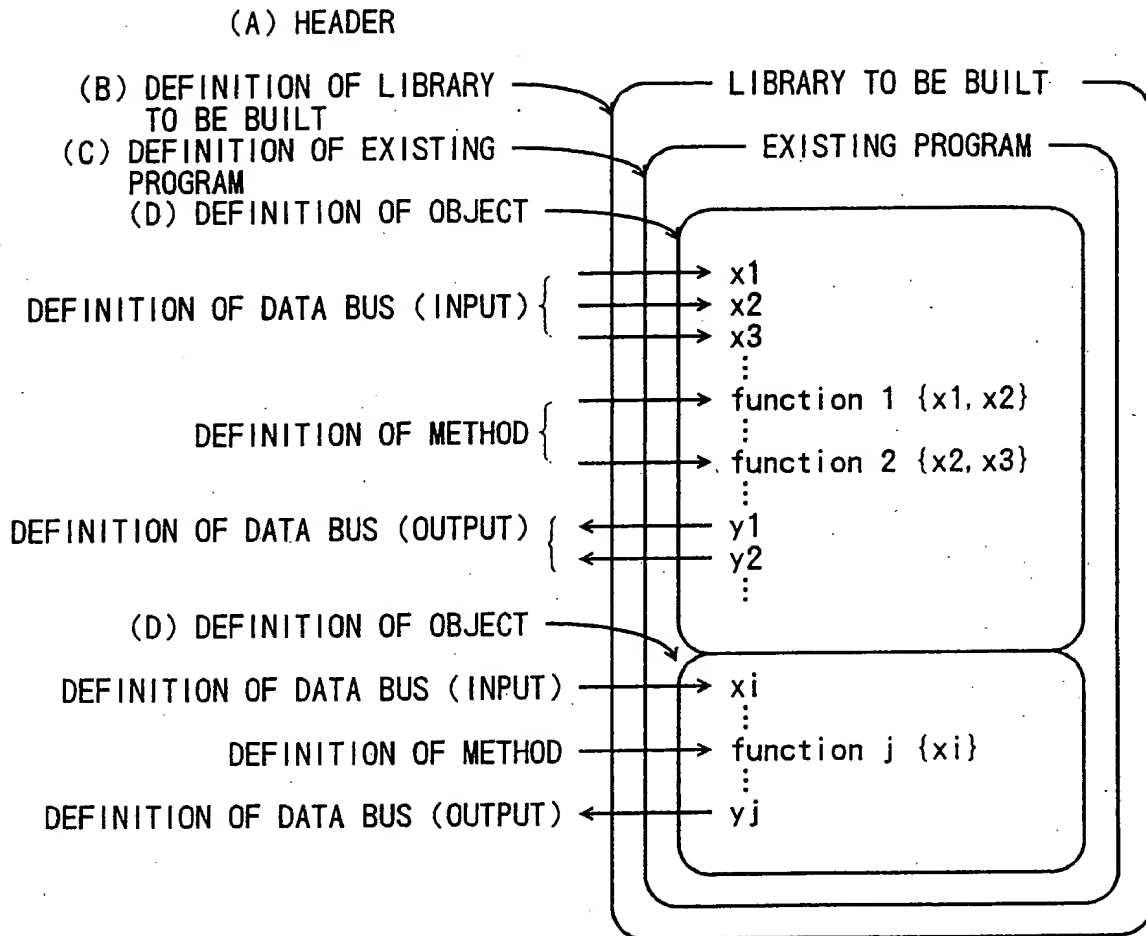 (A) HEADER
(B) DEFINITION OF LIBRARY
TO BE BUILT
LIBRARY TO BE BUILT
(C) DEFINITION OF EXISTING
PROGRAM
EXISTING PROGRAM
(D) DEFINITION OF OBJECT
DEFINITION OF DATA BUS (INPUT)
x1
x2
x3
DEFINITION OF METHOD
function 1 {x1, x2}
function 2 {x2, x3}
DEFINITION OF DATA BUS (OUTPUT)
y1
y2
(D) DEFINITION OF OBJECT
DEFINITION OF DATA BUS (INPUT)
xi
DEFINITION OF METHOD
function j {xi}
DEFINITION OF DATA BUS (OUTPUT)
yj